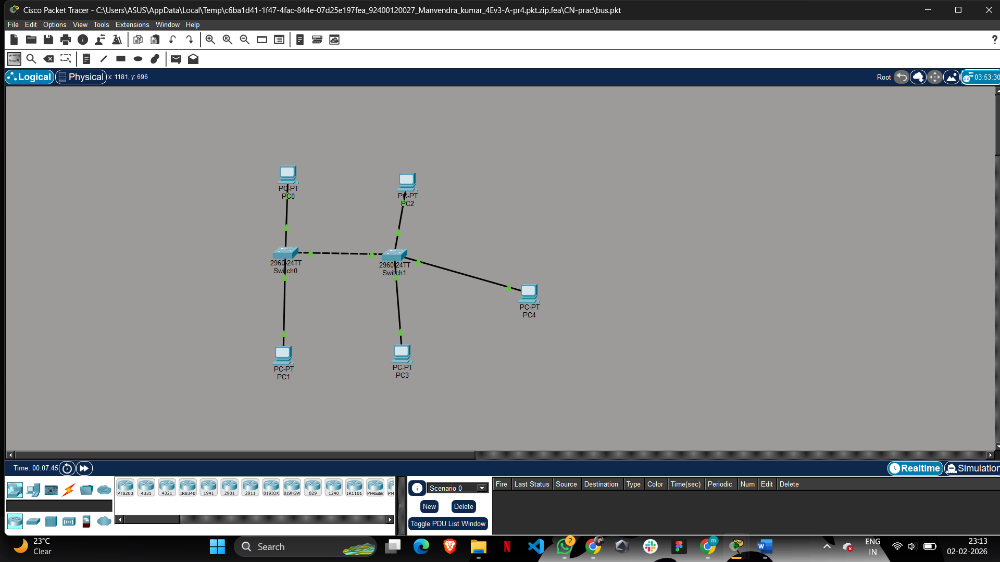 Cisco Packet Tracer - C:\Users\ASUS\AppData\Local\Temp\c6ba1d41-1f47-4fac-844e-07d25e197fea_92400120027_Manvendra_kumar_4Ev3-A-pr4.pkt.zip.fea\CN-prac\bus.pkt
File Edit Options View Tools Extensions Window Help
Logical Physical x: 1181, y: 696 Root 03:53:30
PC-PT
PC0
PC-PT
PC2
2960-24TT
Switch0
2960-24TT
Switch1
PC-PT
PC4
PC-PT
PC1
PC-PT
PC3
Time: 00:07:45 Realtime Simulation
PT8200 4331 4321 IR8340 1941 2901 2911 819IOX 819HGW 829 1240 IR1101 PT-Router
Scenario 0
New Delete
Toggle PDU List Window
Fire Last Status Source Destination Type Color Time(sec) Periodic Num Edit Delete
23°C
Clear
Search
2
m
ENG
IN
23:13
02-02-2026